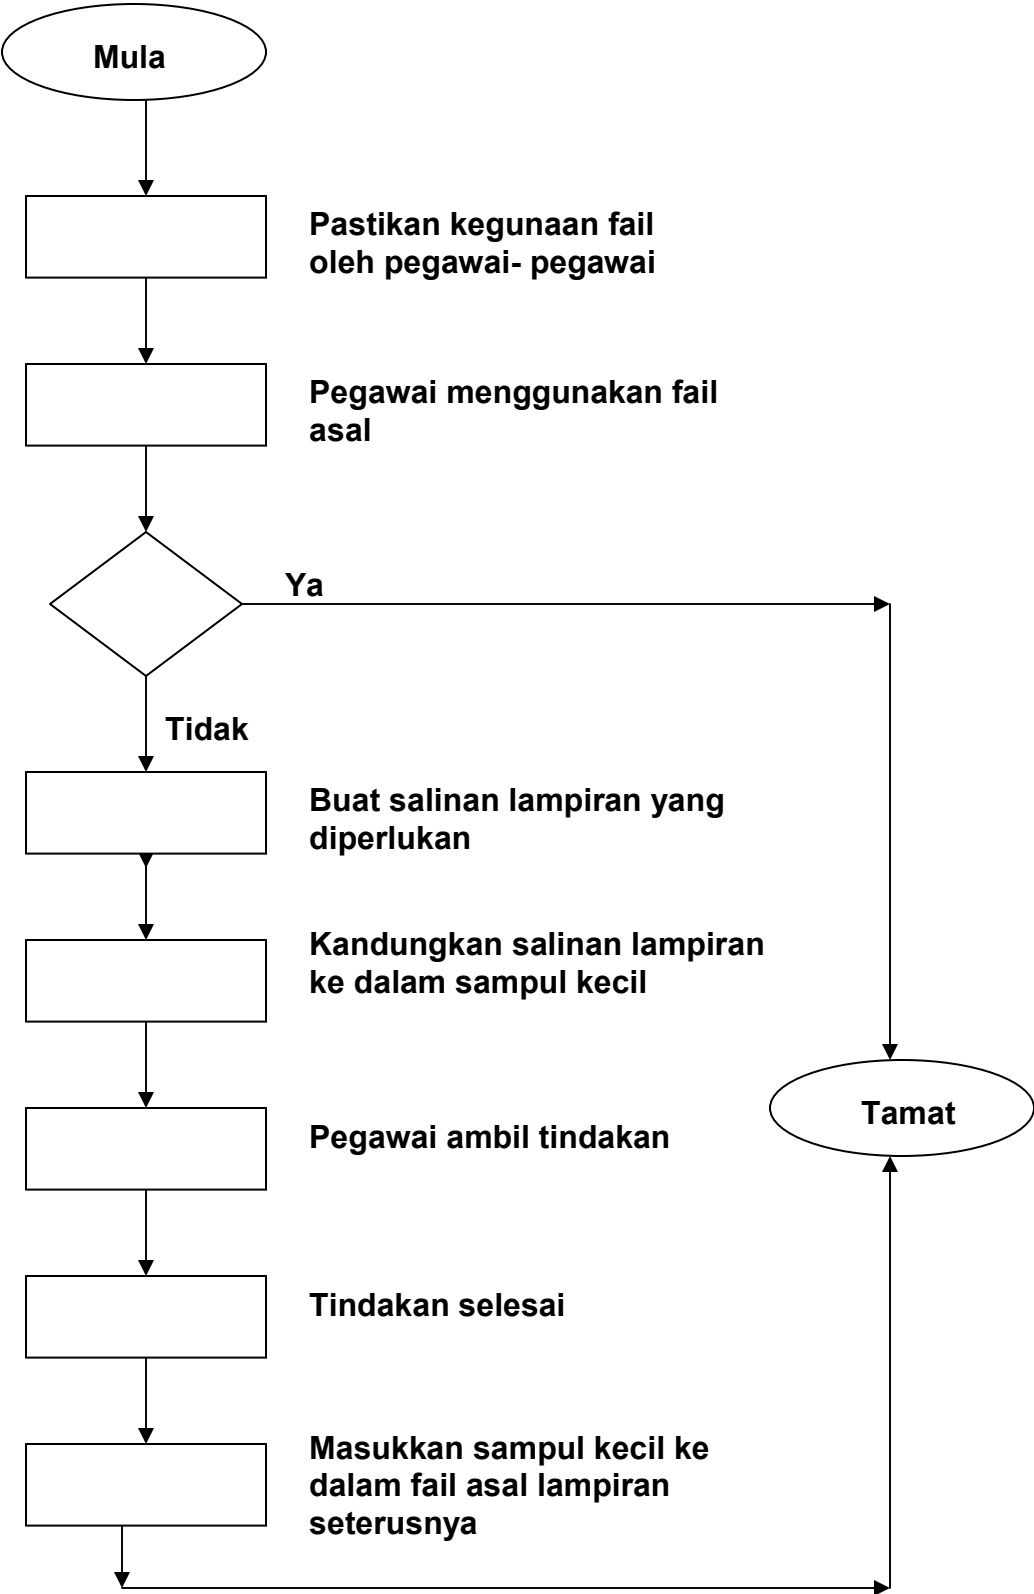 Mula
Pastikan kegunaan fail
oleh pegawai- pegawai
Pegawai menggunakan fail
asal
Ya
Tidak
Buat salinan lampiran yang
diperlukan
Kandungkan salinan lampiran
ke dalam sampul kecil
Tamat
Pegawai ambil tindakan
Tindakan selesai
Masukkan sampul kecil ke
dalam fail asal lampiran
seterusnya